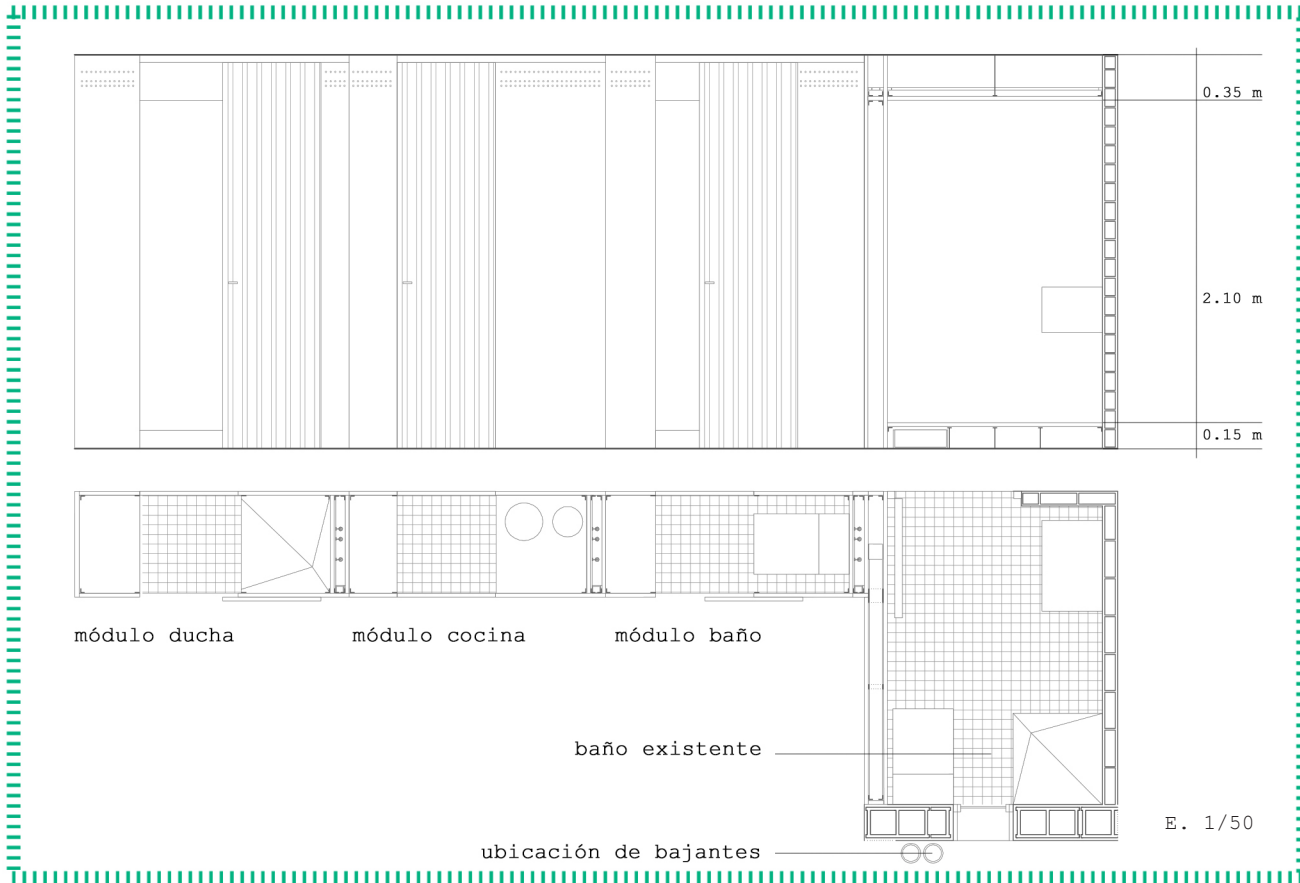 0.35 m
2.10 m
0.15 m
módulo ducha
módulo cocina
módulo baño
baño existente
E. 1/50
ubicación de bajantes